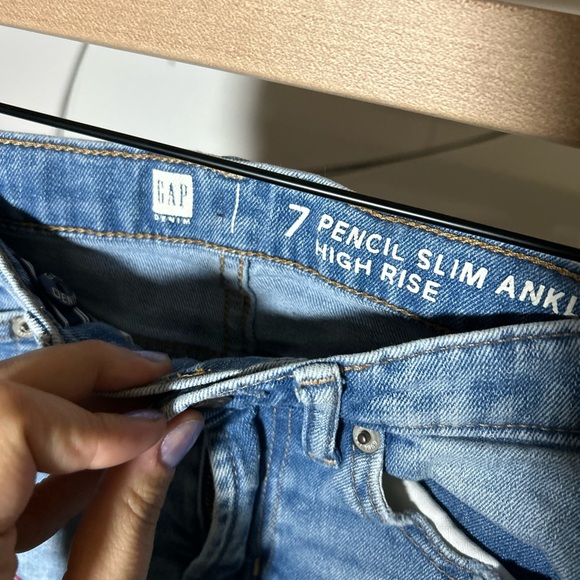 GAP
DENIM
7 PENCIL SLIM ANKL
HIGH RISE